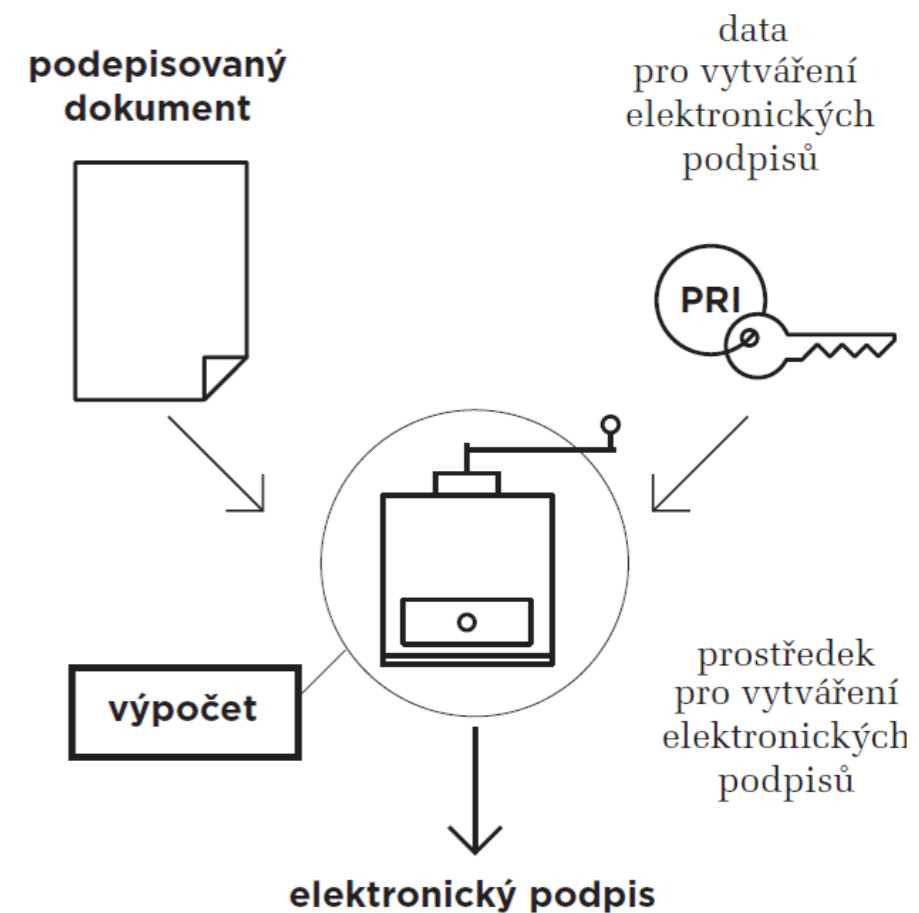 podepisovaný
dokument
data
pro vytváření
elektronických
podpisů
PRI
výpočet
prostředek
pro vytváření
elektronických
podpisů
elektronický podpis